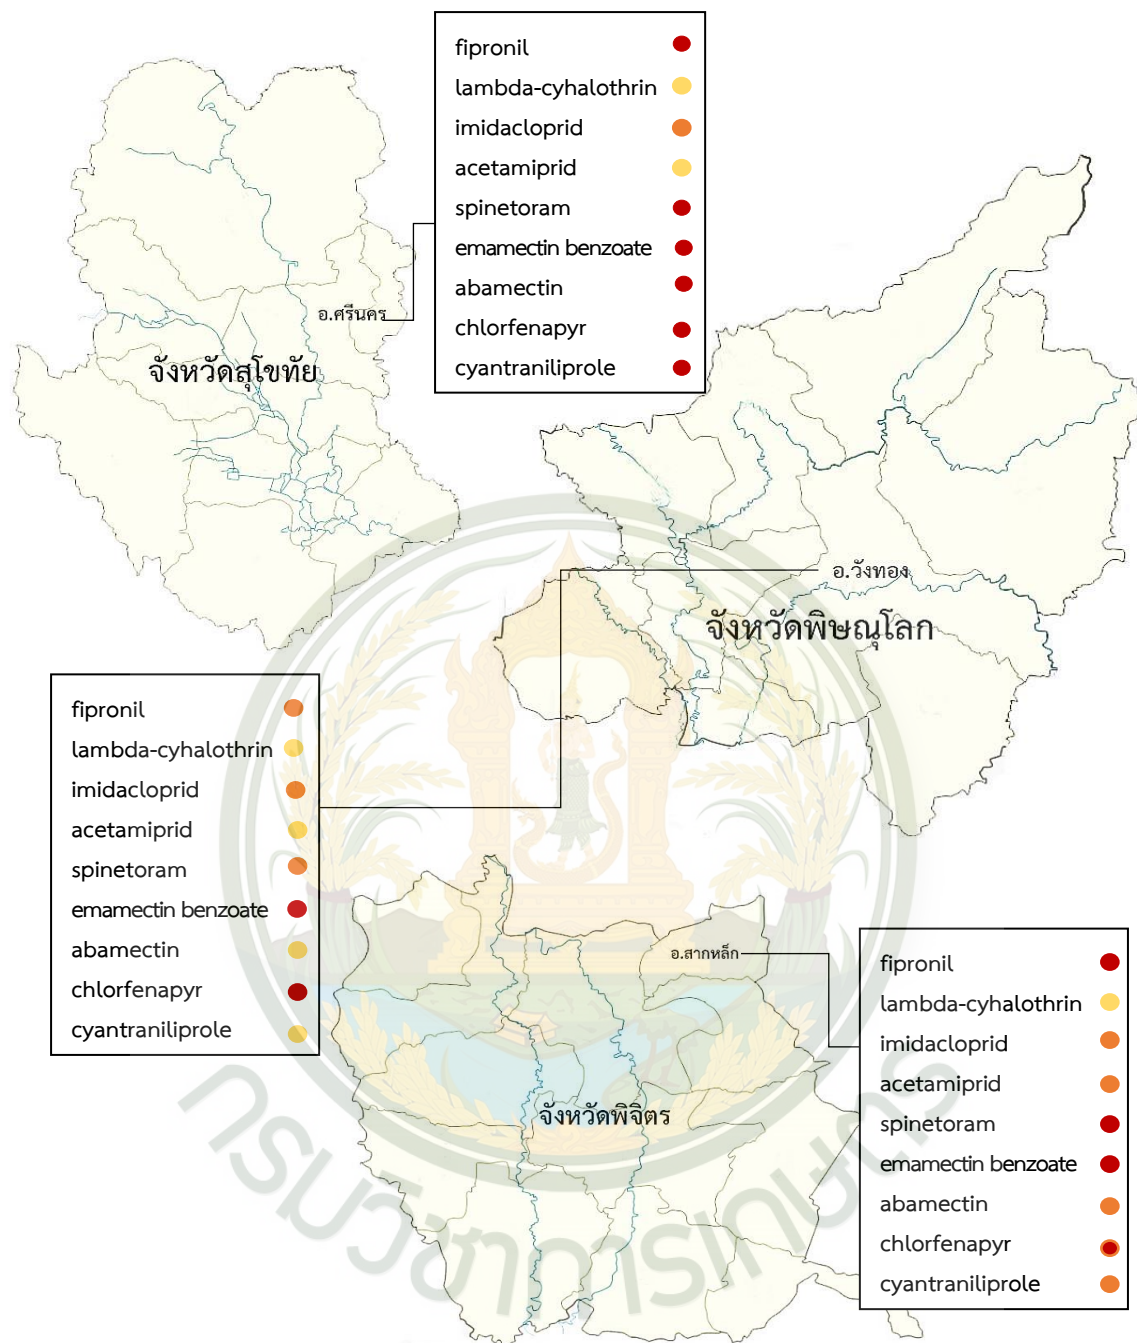 fipronil
lambda-cyhalothrin
imidacloprid
acetamiprid
spinetoram
emamectin benzoate
abamectin
chlorfenapyr
cyantraniliprole
อ.ศรีนคร
จังหวัดสุโขทัย
อ.วังทอง
จังหวัดพิษณุโลก
fipronil
lambda-cyhalothrin
imidacloprid
acetamiprid
spinetoram
emamectin benzoate
abamectin
chlorfenapyr
cyantraniliprole
อ.สากหล็ก
จังหวัดพิจิตร
fipronil
lambda-cyhalothrin
imidacloprid
acetamiprid
spinetoram
emamectin benzoate
abamectin
chlorfenapyr
cyantraniliprole
กรมวิชาการเกษตร